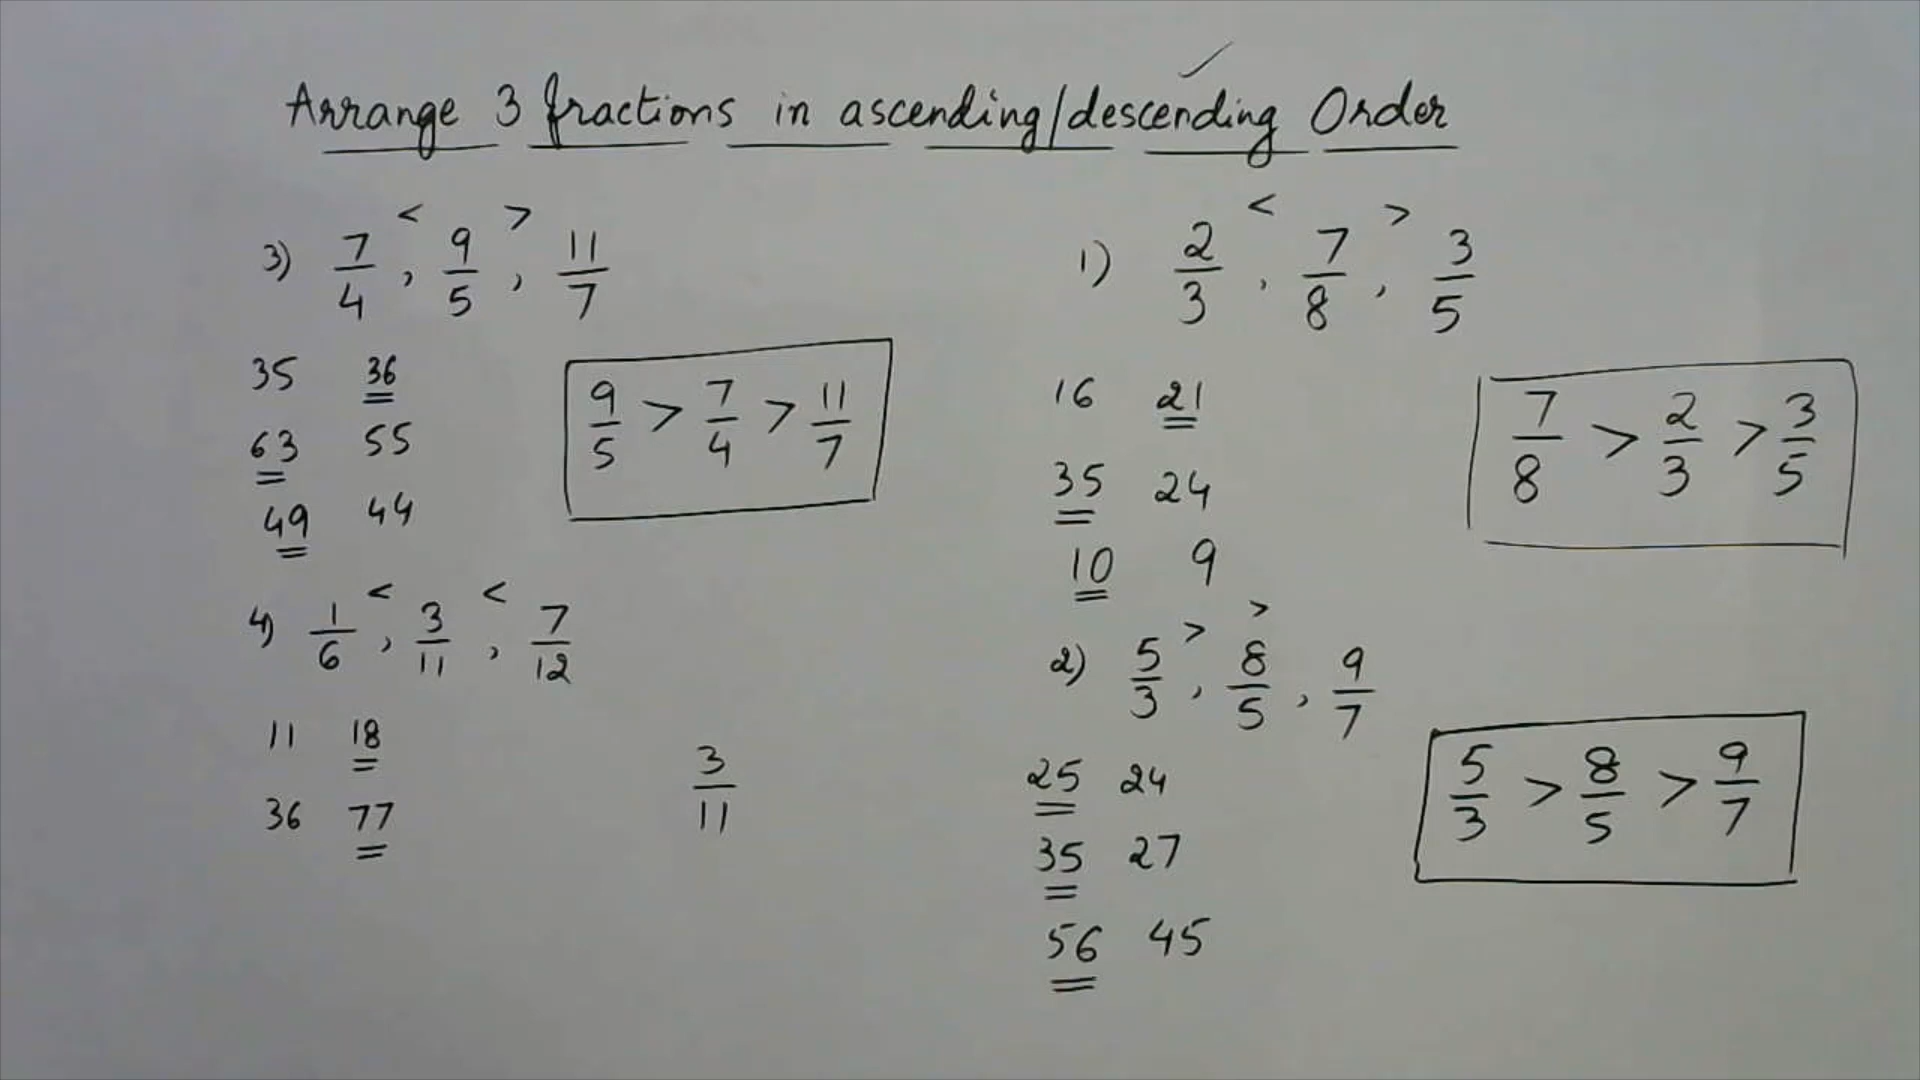 Arrange 3 fractions in ascending/descending Order
< >
3) 7/4 , 9/5 , 11/7
35 36
63 55
49 44
9/5 > 7/4 > 11/7
< <
4) 1/6 , 3/11 , 7/12
11 18
36 77
3/11
< >
1) 2/3 , 7/8 , 3/5
16 21
35 24
10 9
7/8 > 2/3 > 3/5
> >
2) 5/3 , 8/5 , 9/7
25 24
35 27
56 45
5/3 > 8/5 > 9/7